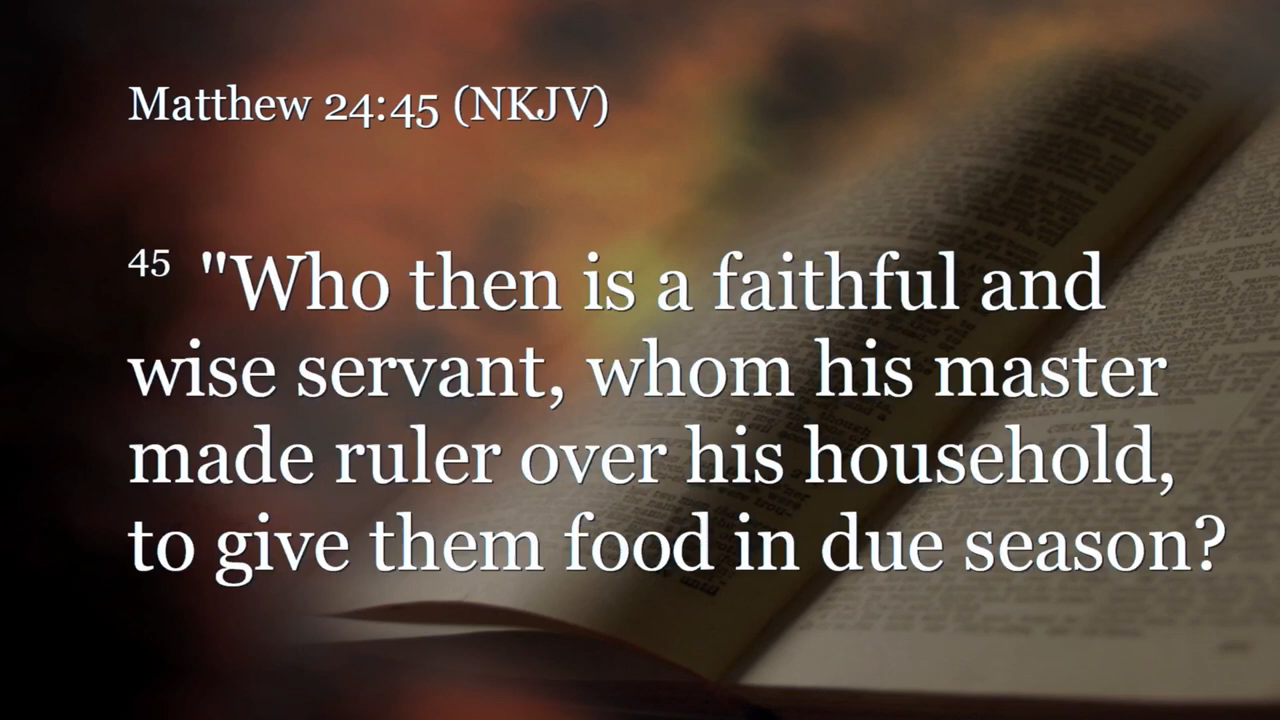 Matthew 24:45 (NKJV)
45 "Who then is a faithful and
wise servant, whom his master
made ruler over his household,
to give them food in due season?